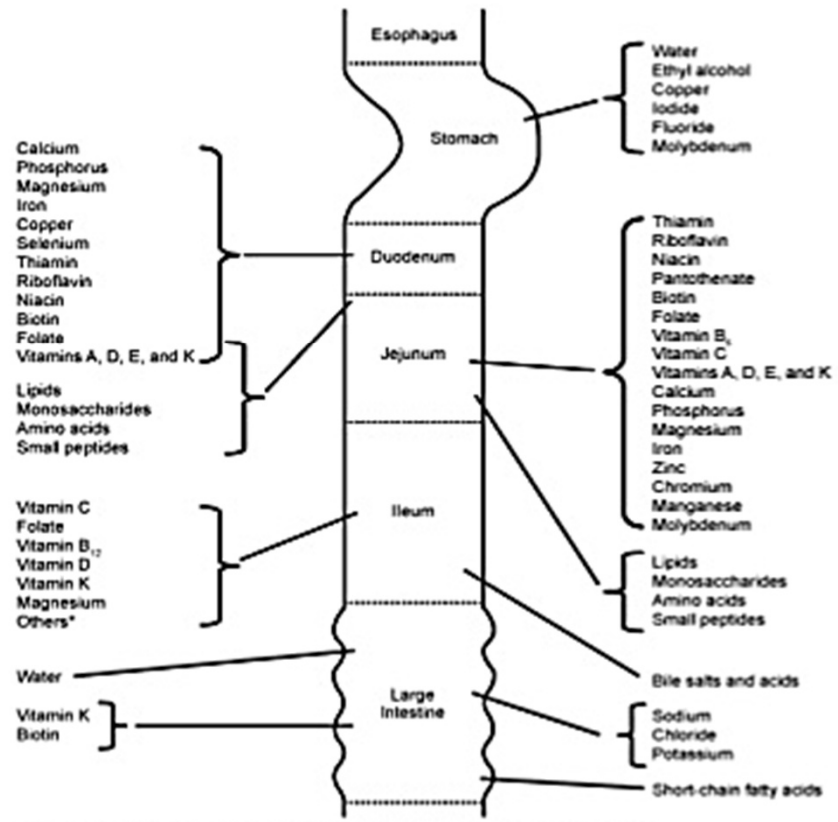 Esophagus
Stomach
Duodenum
Jejunum
Ileum
Large
Intestine
Calcium
Phosphorus
Magnesium
Iron
Copper
Selenium
Thiamin
Riboflavin
Niacin
Biotin
Folate
Vitamins A, D, E, and K
Lipids
Monosaccharides
Amino acids
Small peptides
Vitamin C
Folate
Vitamin B₁₂
Vitamin D
Vitamin K
Magnesium
Others*
Water
Vitamin K
Biotin
Water
Ethyl alcohol
Copper
Iodide
Fluoride
Molybdenum
Thiamin
Riboflavin
Niacin
Pantothenate
Biotin
Folate
Vitamin B₆
Vitamin C
Vitamins A, D, E, and K
Calcium
Phosphorus
Magnesium
Iron
Zinc
Chromium
Manganese
Molybdenum
Lipids
Monosaccharides
Amino acids
Small peptides
Bile salts and acids
Sodium
Chloride
Potassium
Short-chain fatty acids